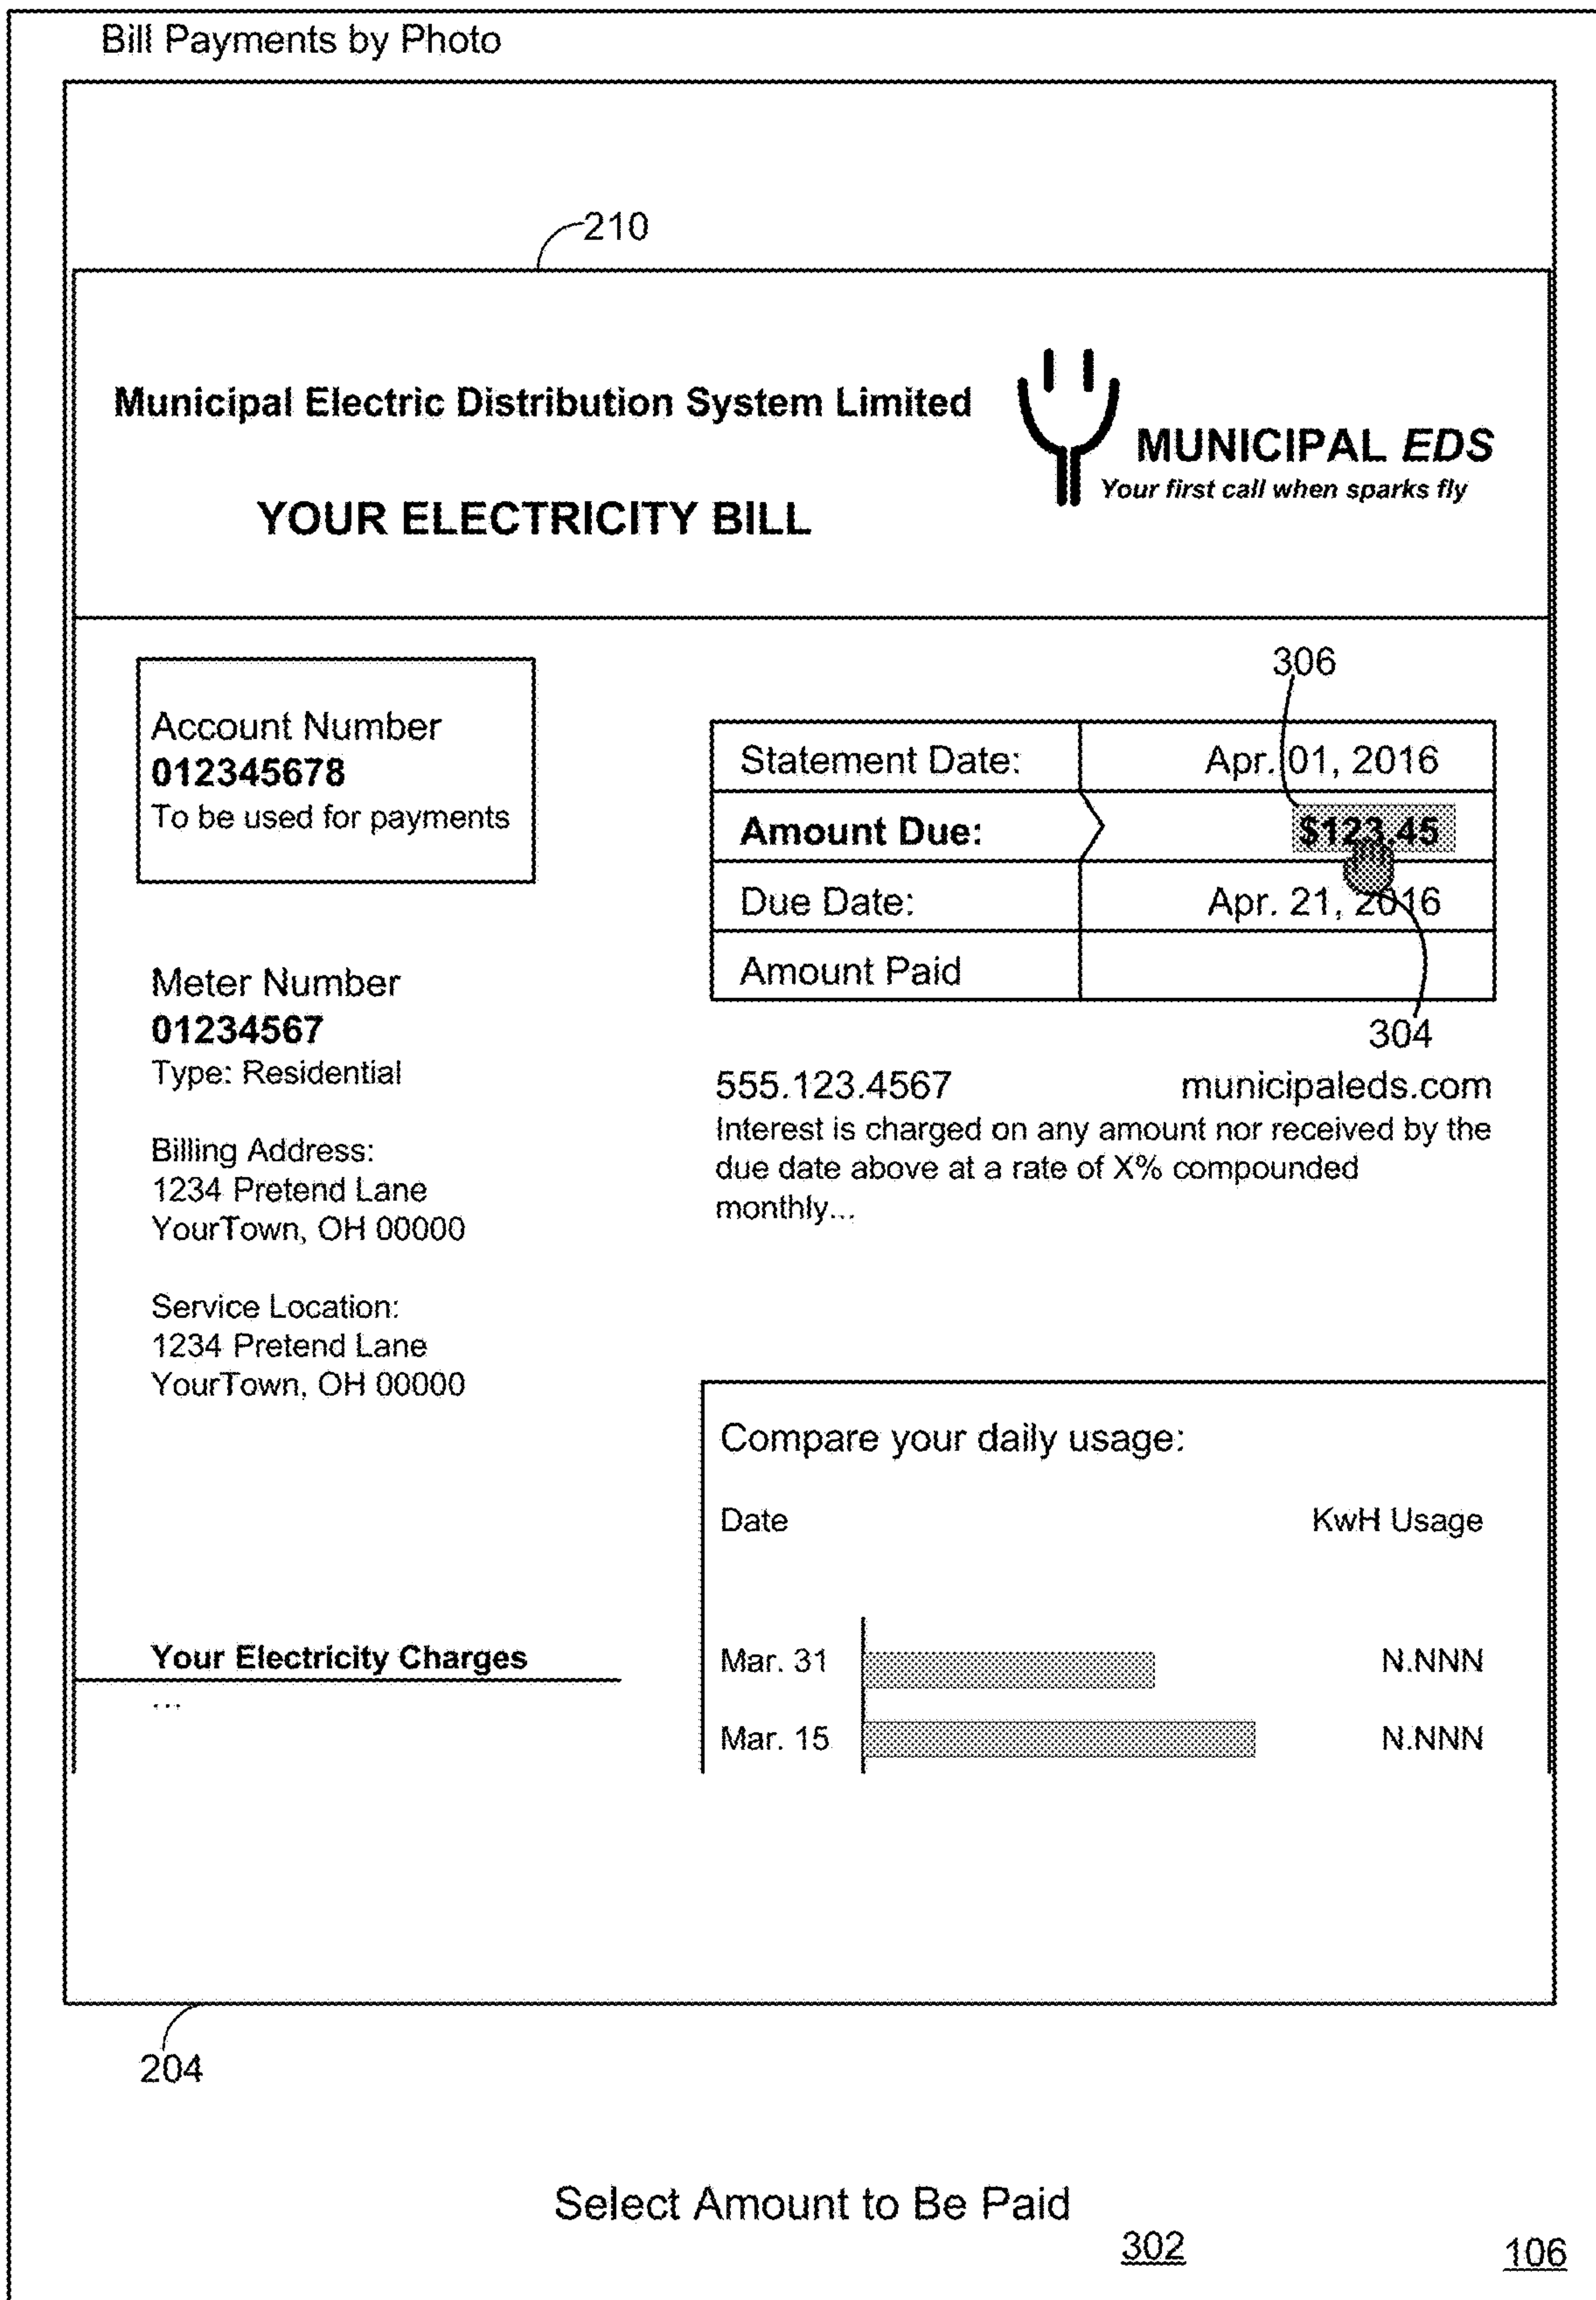 Bill Payments by Photo
210
Municipal Electric Distribution System Limited
MUNICIPAL EDS
Your first call when sparks fly
YOUR ELECTRICITY BILL
306
Account Number
012345678
To be used for payments
Statement Date: Apr. 01, 2016
Amount Due: $123.45
Due Date: Apr. 21, 2016
Amount Paid
304
Meter Number
01234567
Type: Residential
555.123.4567 municipaleds.com
Interest is charged on any amount nor received by the
due date above at a rate of X% compounded
monthly...
Billing Address:
1234 Pretend Lane
YourTown, OH 00000
Service Location:
1234 Pretend Lane
YourTown, OH 00000
Compare your daily usage:
Date KwH Usage
Mar. 31 N.NNN
Mar. 15 N.NNN
Your Electricity Charges
...
204
Select Amount to Be Paid
302
106